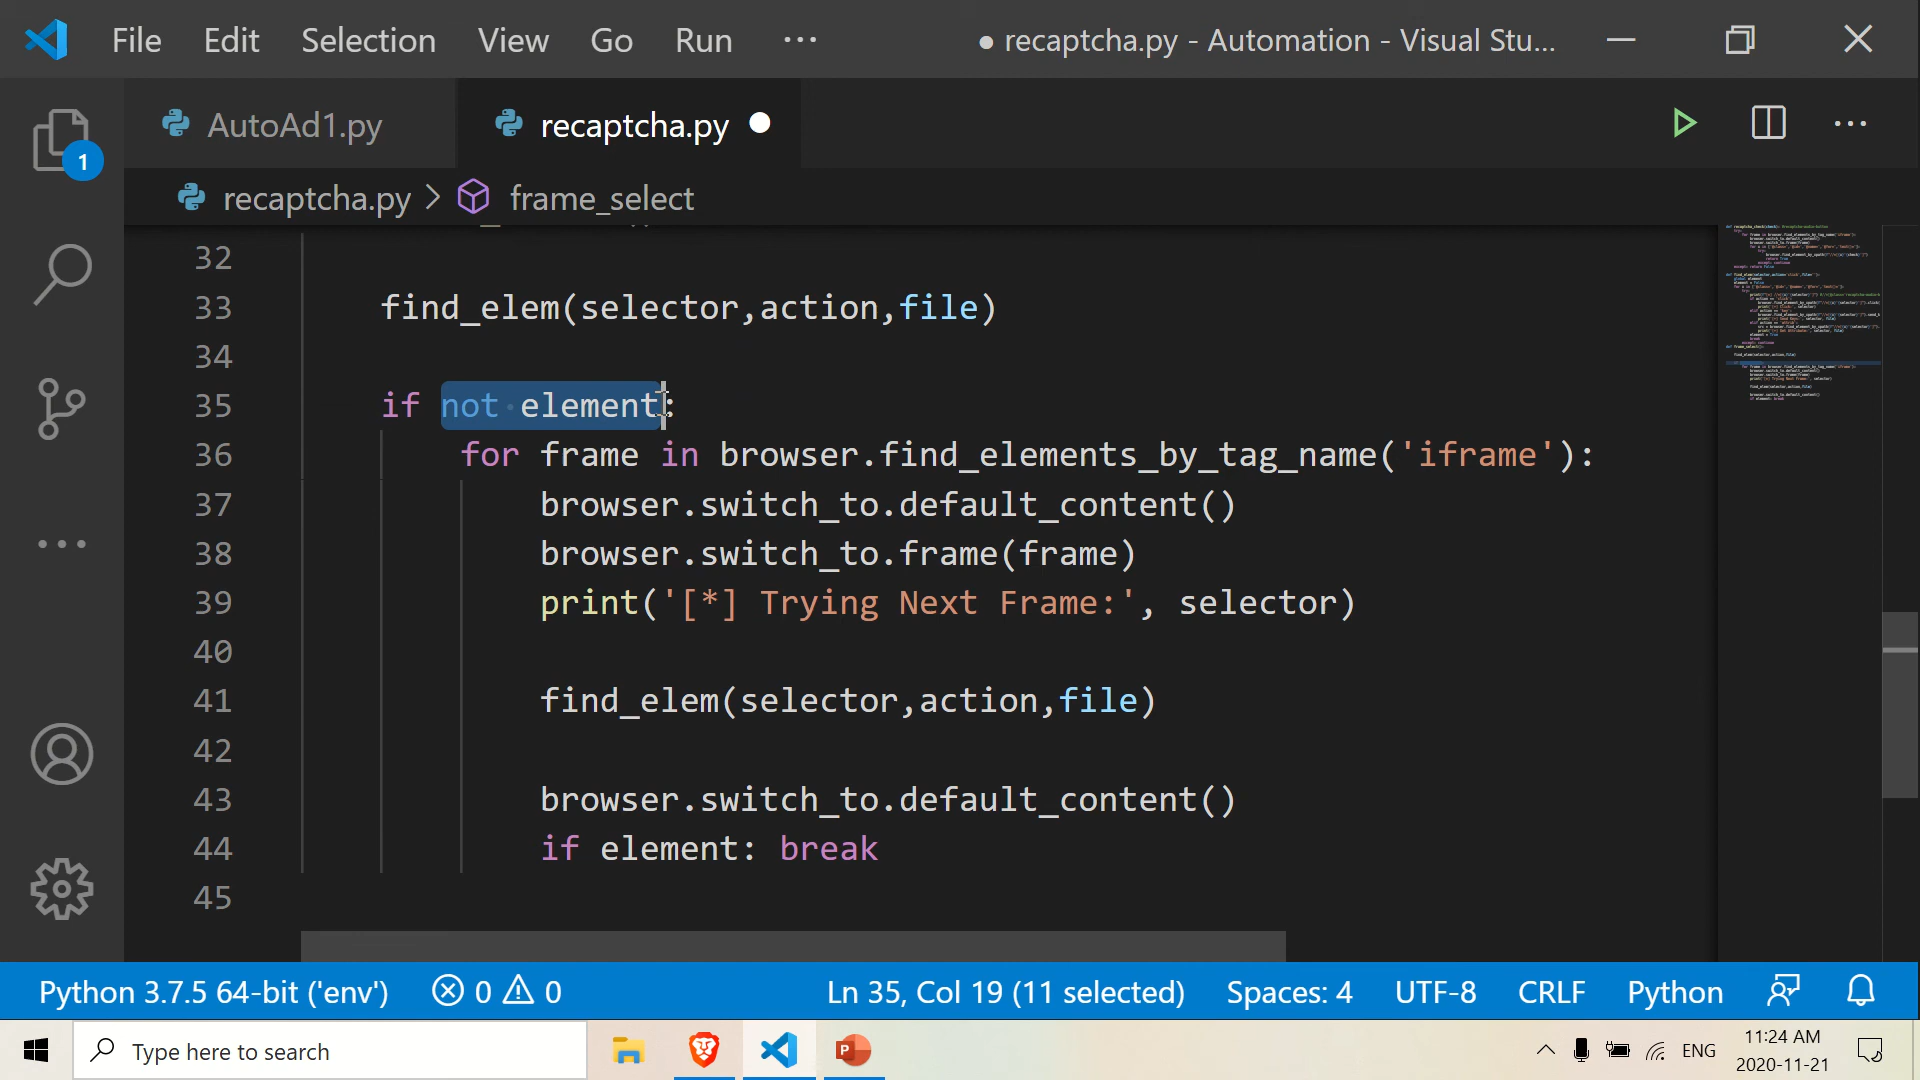 File Edit Selection View Go Run ··· ● recaptcha.py - Automation - Visual Stu...
1
AutoAd1.py recaptcha.py ●
recaptcha.py > frame_select
32
33 find_elem(selector,action,file)
34
35 if not element:
36 for frame in browser.find_elements_by_tag_name('iframe'):
37 browser.switch_to.default_content()
38 browser.switch_to.frame(frame)
39 print('[*] Trying Next Frame:', selector)
40
41 find_elem(selector,action,file)
42
43 browser.switch_to.default_content()
44 if element: break
45
Python 3.7.5 64-bit ('env') 0 0 Ln 35, Col 19 (11 selected) Spaces: 4 UTF-8 CRLF Python
Type here to search ENG 11:24 AM
2020-11-21